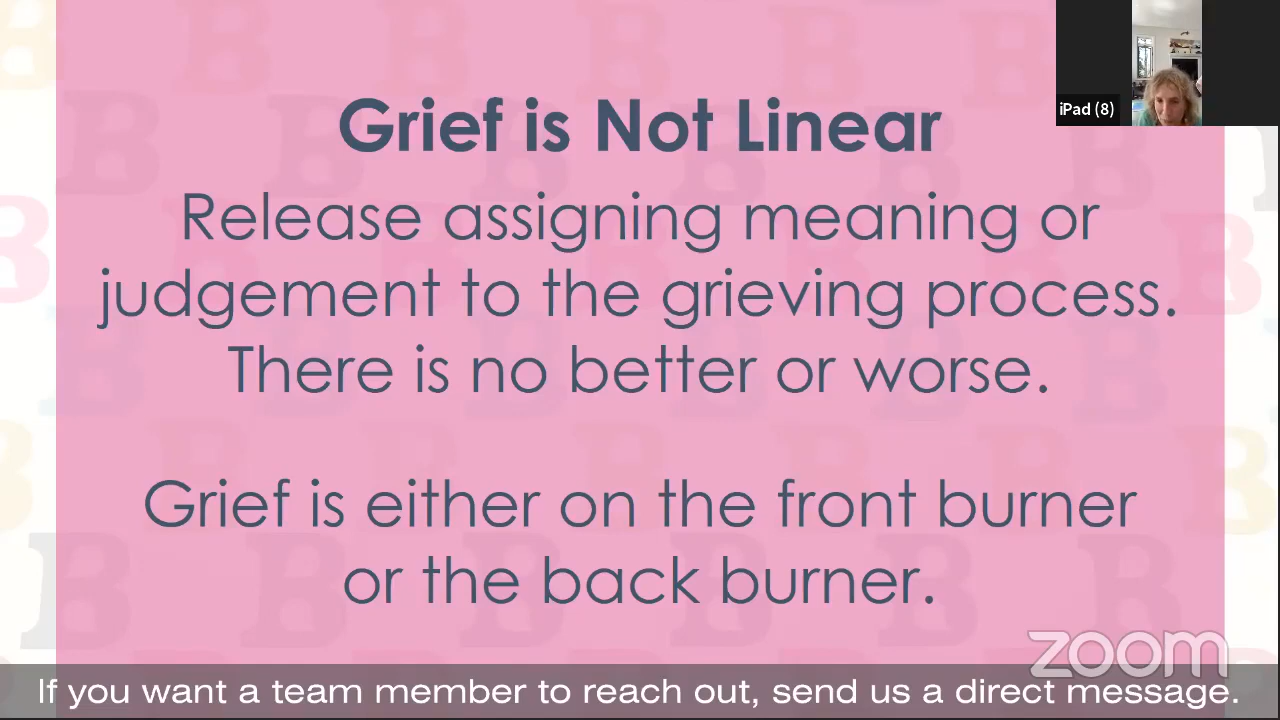 iPad (8)
Grief is Not Linear
Release assigning meaning or
judgement to the grieving process.
There is no better or worse.
Grief is either on the front burner
or the back burner.
zoom
If you want a team member to reach out, send us a direct message.